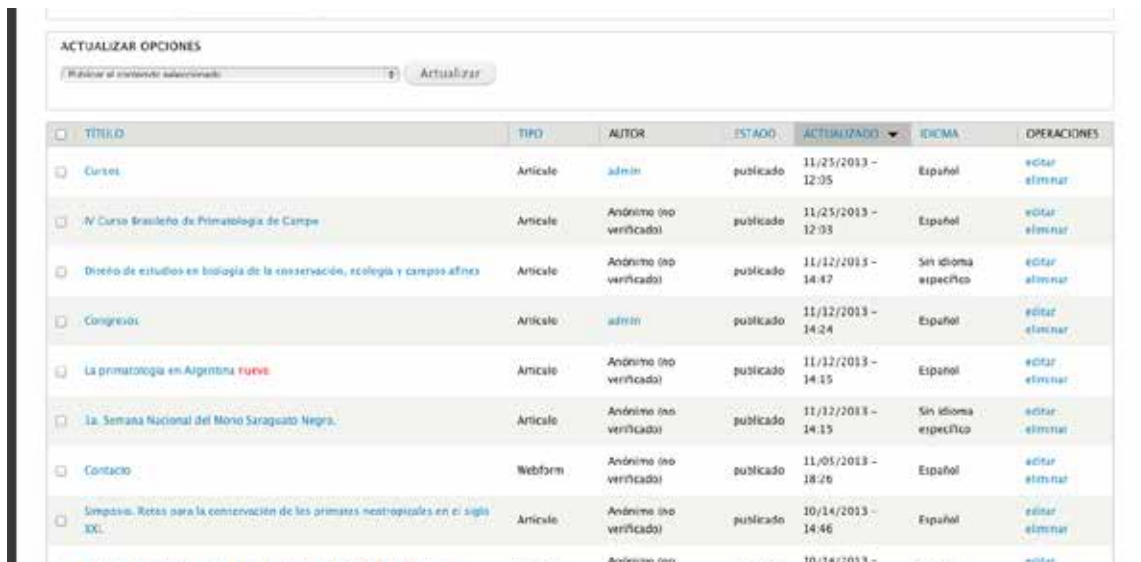 ACTUALIZAR OPCIONES
Publicar el contenido seleccionado Actualizar
TÍTULO TIPO AUTOR ESTADO ACTUALIZADO IDIOMA OPERACIONES
Cursos Artículo admin publicado 11/25/2013 – Español editar
12:05 eliminar
IV Curso Brasileño de Primatología de Campo Artículo Anónimo (no publicado 11/25/2013 – Español editar
verificado) 12:03 eliminar
Diseño de estudios en biología de la conservación, ecología y campos afines Artículo Anónimo (no publicado 11/12/2013 – Sin idioma editar
verificado) 14:47 específico eliminar
Congresos Artículo admin publicado 11/12/2013 – Español editar
14:24 eliminar
La primatología en Argentina nuevo Artículo Anónimo (no publicado 11/12/2013 – Español editar
verificado) 14:15 eliminar
1a. Semana Nacional del Mono Saraguato Negro. Artículo Anónimo (no publicado 11/12/2013 – Sin idioma editar
verificado) 14:15 específico eliminar
Contacto Webform Anónimo (no publicado 11/05/2013 – Español editar
verificado) 18:26 eliminar
Simposio. Retos para la conservación de los primates neotropicales en el siglo Artículo Anónimo (no publicado 10/14/2013 – Español editar
XXI. verificado) 14:46 eliminar
Anónimo (no 10/14/2013 – editar